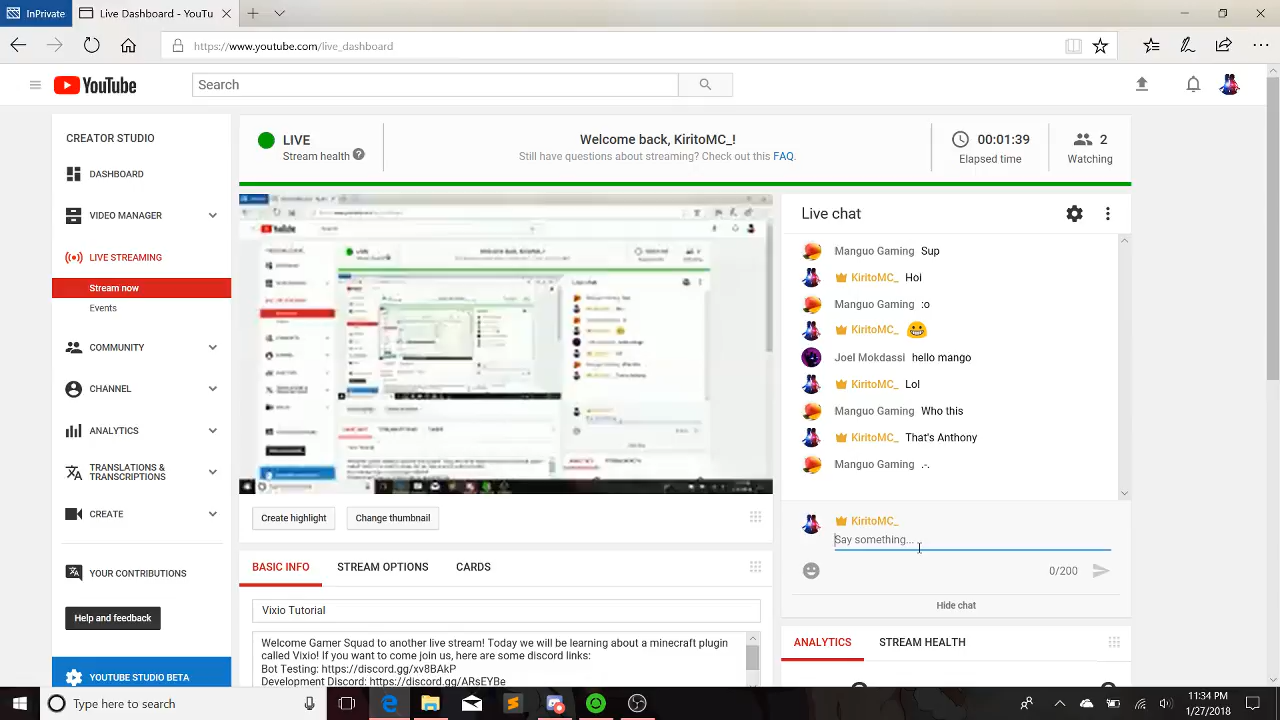 InPrivate
https://www.youtube.com/live_dashboard
YouTube
Search
CREATOR STUDIO
DASHBOARD
VIDEO MANAGER
LIVE STREAMING
Stream now
Events
COMMUNITY
CHANNEL
ANALYTICS
TRANSLATIONS &
TRANSCRIPTIONS
CREATE
YOUR CONTRIBUTIONS
Help and feedback
YOUTUBE STUDIO BETA
LIVE
Stream health
Welcome back, KiritoMC_!
Still have questions about streaming? Check out this FAQ.
00:01:39
Elapsed time
2
Watching
Create highlight
Change thumbnail
BASIC INFO STREAM OPTIONS CARDS
Vixio Tutorial
Welcome Gamer Squad to another live stream! Today we will be learning about a minecraft plugin
called Vixio! If you want to come join us, here are some discord links:
Bot Testing: https://discord.gg/xy8BAkP
Development Discord: https://discord.gg/ARsEYBe
Live chat
Manguo Gaming Sup
KiritoMC_ Hoi
Manguo Gaming :o
KiritoMC_
Joel Mokdassi hello mango
KiritoMC_ Lol
Manguo Gaming Who this
KiritoMC_ That's Anthony
Manguo Gaming .-.
KiritoMC_
Say something...
0/200
Hide chat
ANALYTICS STREAM HEALTH
Type here to search
11:34 PM
1/27/2018